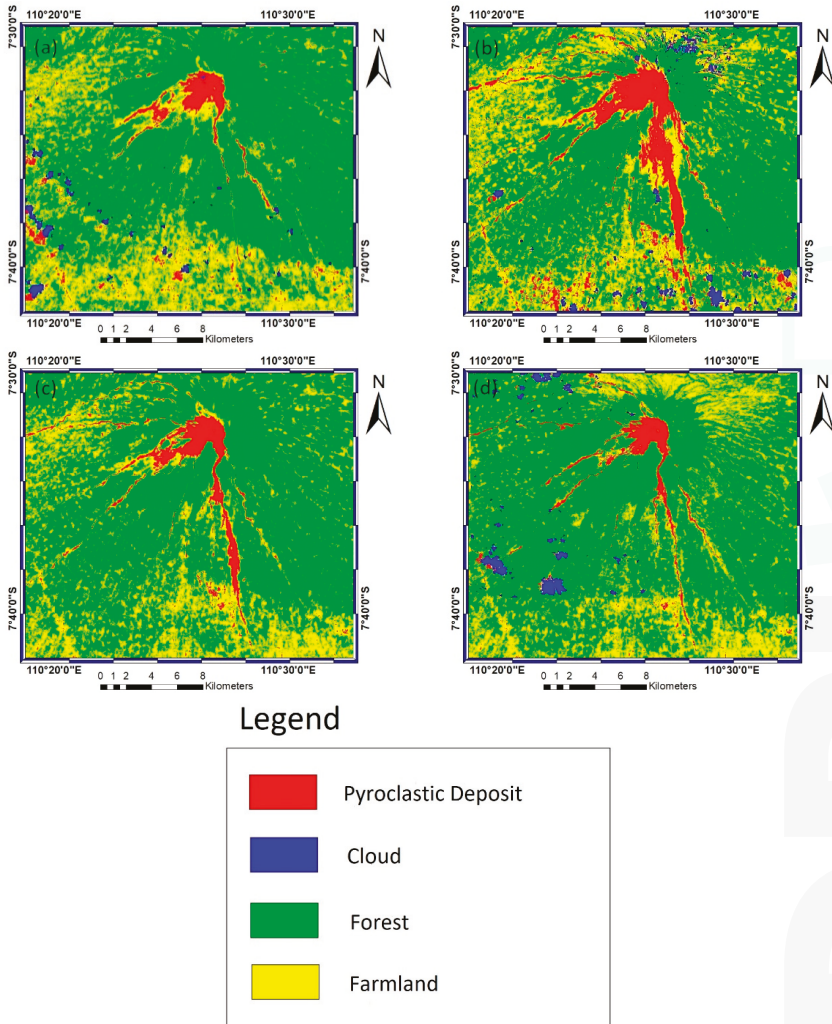 110°20'0"E 110°30'0"E 110°20'0"E 110°30'0"E
7°30'0"S (a) N 7°30'0"S (b) N
7°40'0"S 7°40'0"S 7°40'0"S 7°40'0"S
110°20'0"E 110°30'0"E 110°20'0"E 110°30'0"E
0 1 2 4 6 8 Kilometers 0 1 2 4 6 8 Kilometers
110°20'0"E 110°30'0"E 110°20'0"E 110°30'0"E
7°30'0"S (c) N 7°30'0"S (d) N
7°40'0"S 7°40'0"S 7°40'0"S 7°40'0"S
110°20'0"E 110°30'0"E 110°20'0"E 110°30'0"E
0 1 2 4 6 8 Kilometers 0 1 2 4 6 8 Kilometers
Legend
Pyroclastic Deposit
Cloud
Forest
Farmland